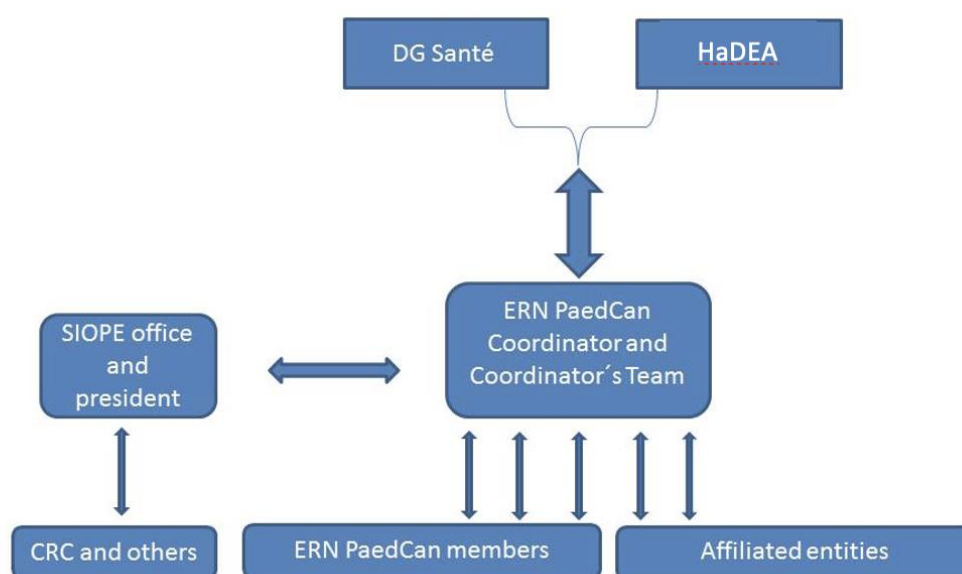 DG Santé
HaDEA
ERN PaedCan
Coordinator and
Coordinator´s Team
SIOPE office
and
president
CRC and others
ERN PaedCan members
Affiliated entities